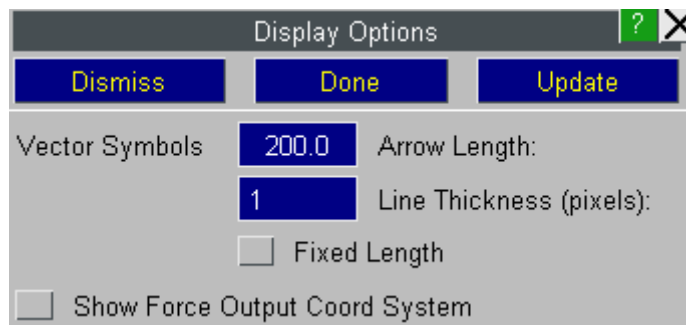 Display Options ?
Dismiss Done Update
Vector Symbols 200.0 Arrow Length:
1 Line Thickness (pixels):
Fixed Length
Show Force Output Coord System